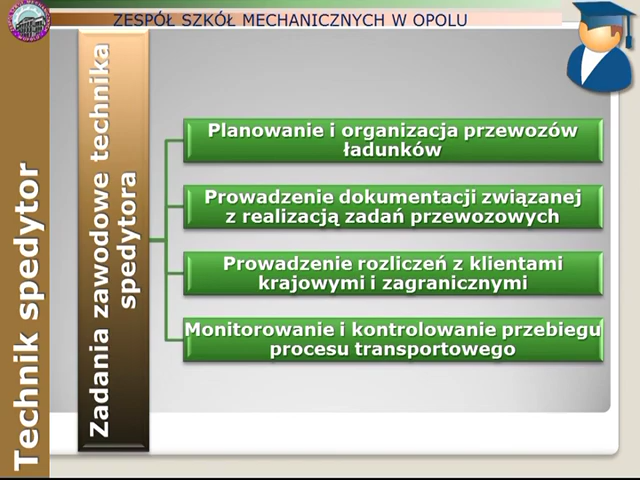 ZESPÓŁ SZKÓŁ MECHANICZNYCH W OPOLU
Technik spedytor
Zadania zawodowe technika
spedytora
Planowanie i organizacja przewozów
ładunków
Prowadzenie dokumentacji związanej
z realizacją zadań przewozowych
Prowadzenie rozliczeń z klientami
krajowymi i zagranicznymi
Monitorowanie i kontrolowanie przebiegu
procesu transportowego